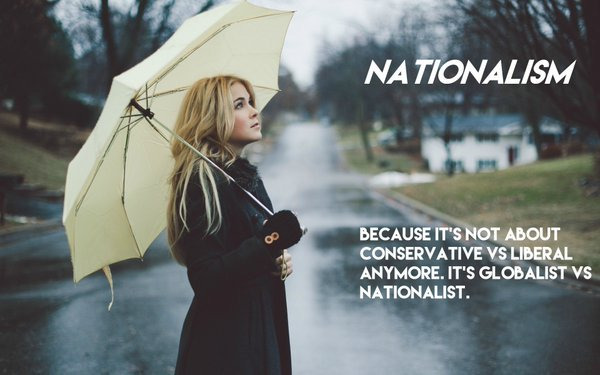 NATIONALISM
BECAUSE IT'S NOT ABOUT
CONSERVATIVE VS LIBERAL
ANYMORE. IT'S GLOBALIST VS
NATIONALIST.